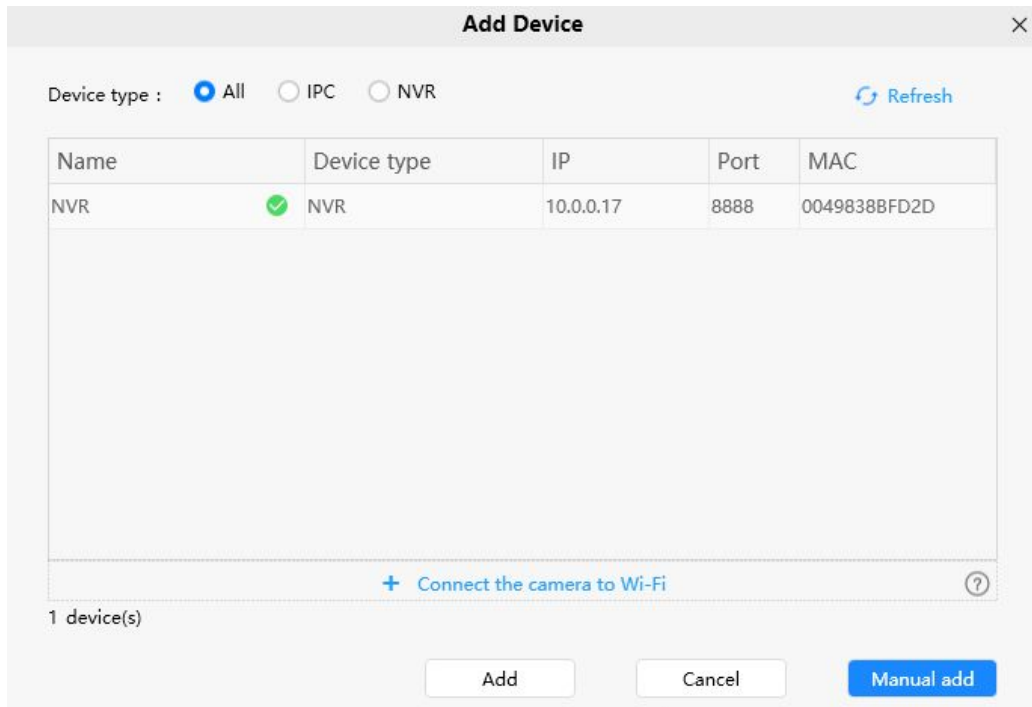 Add Device
Device type : All IPC NVR Refresh
Name Device type IP Port MAC
NVR NVR 10.0.0.17 8888 0049838BFD2D
+ Connect the camera to Wi-Fi ?
1 device(s)
Add Cancel Manual add